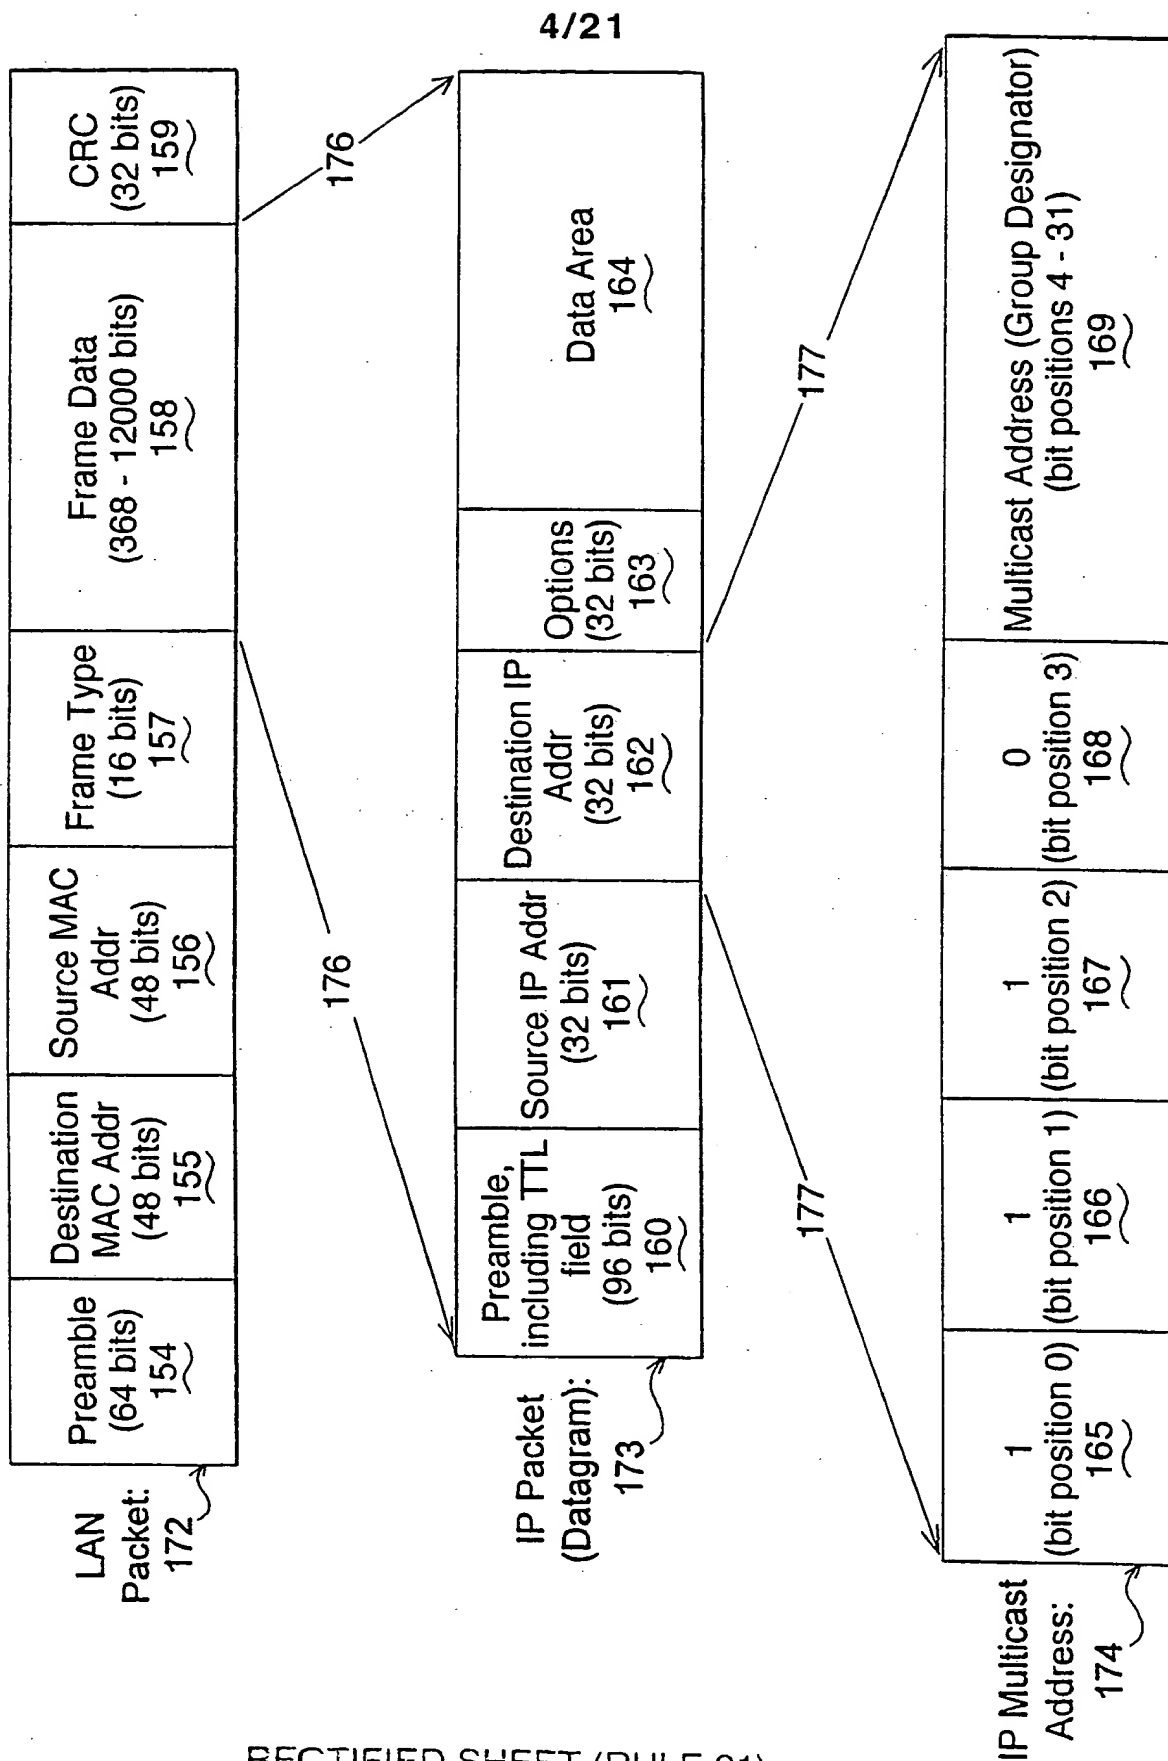 4/21
LAN
Packet:
172
Preamble
(64 bits)
154
Destination
MAC Addr
(48 bits)
155
Source MAC
Addr
(48 bits)
156
Frame Type
(16 bits)
157
Frame Data
(368 - 12000 bits)
158
CRC
(32 bits)
159
176
176
IP Packet
(Datagram):
173
Preamble,
including TTL
field
(96 bits)
160
Source IP Addr
(32 bits)
161
Destination IP
Addr
(32 bits)
162
Options
(32 bits)
163
Data Area
164
177
177
IP Multicast
Address:
174
1
(bit position 0)
165
1
(bit position 1)
166
1
(bit position 2)
167
0
(bit position 3)
168
Multicast Address (Group Designator)
(bit positions 4 - 31)
169
RECTIFIED SHEET (RULE 91)